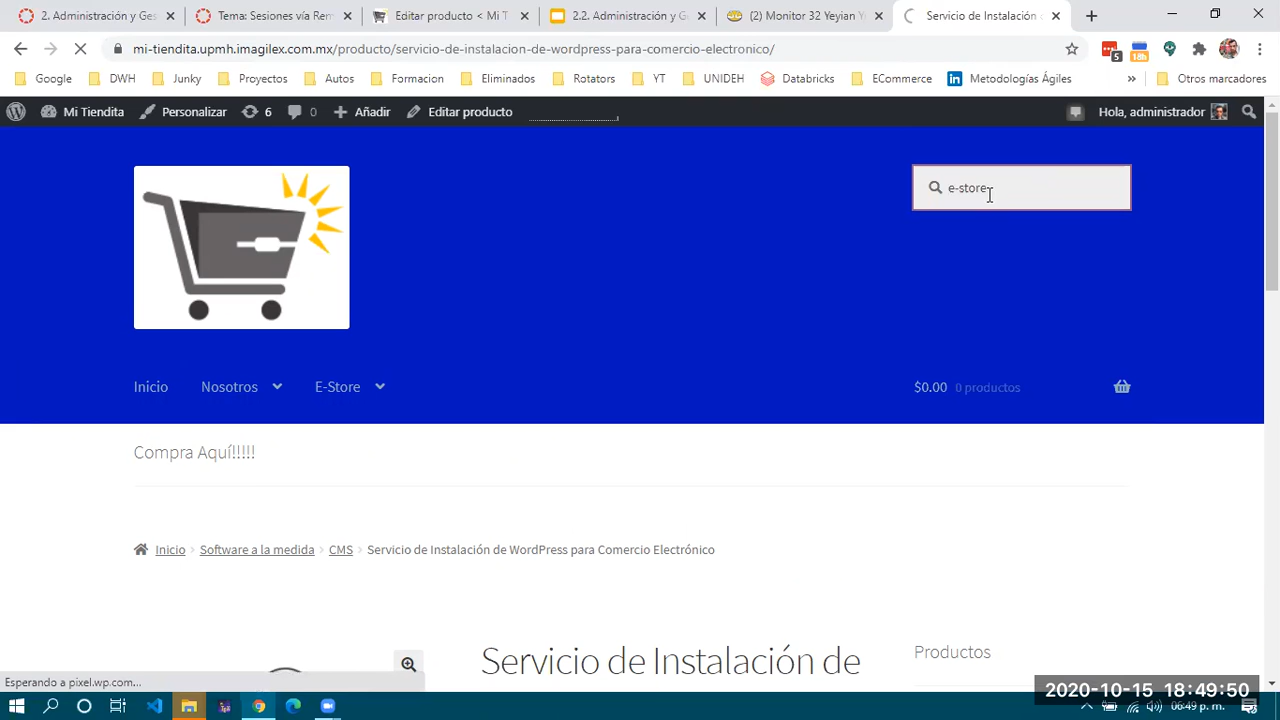 2. Administración y Ges
Tema: Sesiones vía Rem
Editar producto < Mi T
2.2. Administración y G
(2) Monitor 32 Yeyian Y
Servicio de Instalación
mi-tiendita.upmh.imagilex.com.mx/producto/servicio-de-instalacion-de-wordpress-para-comercio-electronico/
5
18h
Google
DWH
Junky
Proyectos
Autos
Formacion
Eliminados
Rotators
YT
UNIDEH
Databricks
ECommerce
Metodologías Ágiles
»
Otros marcadores
Mi Tiendita
Personalizar
6
0
Añadir
Editar producto
Hola, administrador
e-store
Inicio
Nosotros
E-Store
$0.00 0 productos
Compra Aquí!!!!!
Inicio > Software a la medida > CMS > Servicio de Instalación de WordPress para Comercio Electrónico
Servicio de Instalación de
Productos
Esperando a pixel.wp.com...
2020-10-15 18:49:50
06:49 p. m.